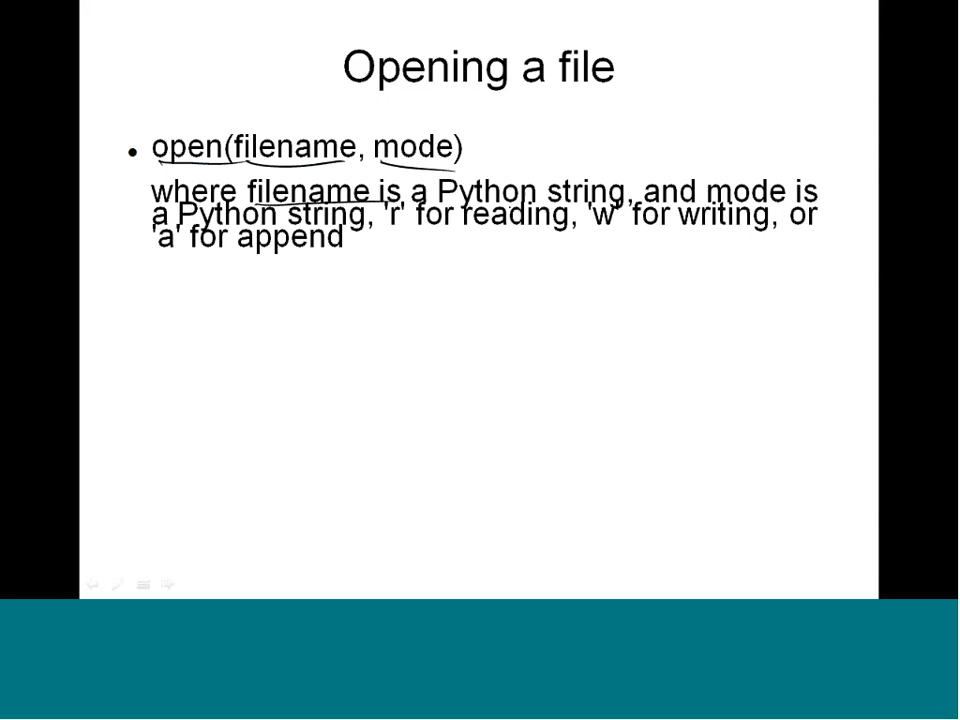 Opening a file
• open(filename, mode)
where filename is a Python string, and mode is
a Python string, 'r' for reading, 'w' for writing, or
'a' for append